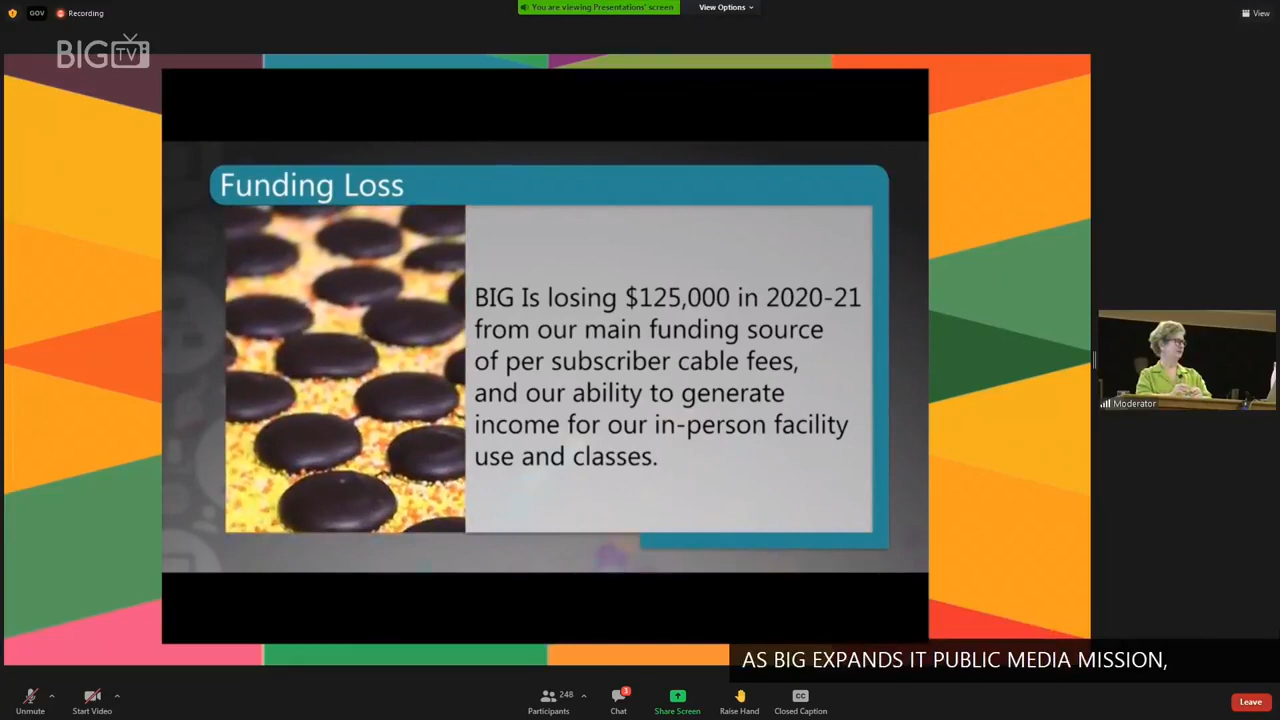 GOV
Recording
You are viewing Presentations' screen
View Options
View
BIG TV
Funding Loss
BIG Is losing $125,000 in 2020-21
from our main funding source
of per subscriber cable fees,
and our ability to generate
income for our in-person facility
use and classes.
Moderator
AS BIG EXPANDS IT PUBLIC MEDIA MISSION,
Unmute
Start Video
248
Participants
3
Chat
Share Screen
Raise Hand
CC
Closed Caption
Leave